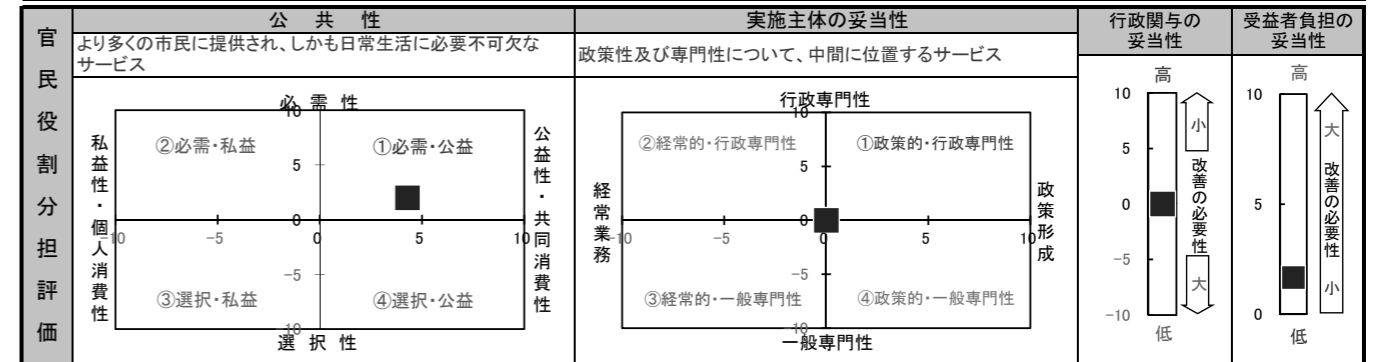 官民役割分担評価
公共性
より多くの市民に提供され、しかも日常生活に必要不可欠な
サービス
必需性
10
②必需・私益
①必需・公益
5
私益性・個人消費性
公益性・共同消費性
-10
-5
0
0
5
10
-5
③選択・私益
④選択・公益
-10
選択性
実施主体の妥当性
政策性及び専門性について、中間に位置するサービス
行政専門性
10
②経常的・行政専門性
①政策的・行政専門性
5
経常業務
政策形成
-10
-5
0
0
5
10
-5
③経常的・一般専門性
④政策的・一般専門性
-10
一般専門性
行政関与の
妥当性
高
10
5
0
-5
-10
低
小
改善の必要性
大
受益者負担の
妥当性
高
10
5
0
低
大
改善の必要性
小